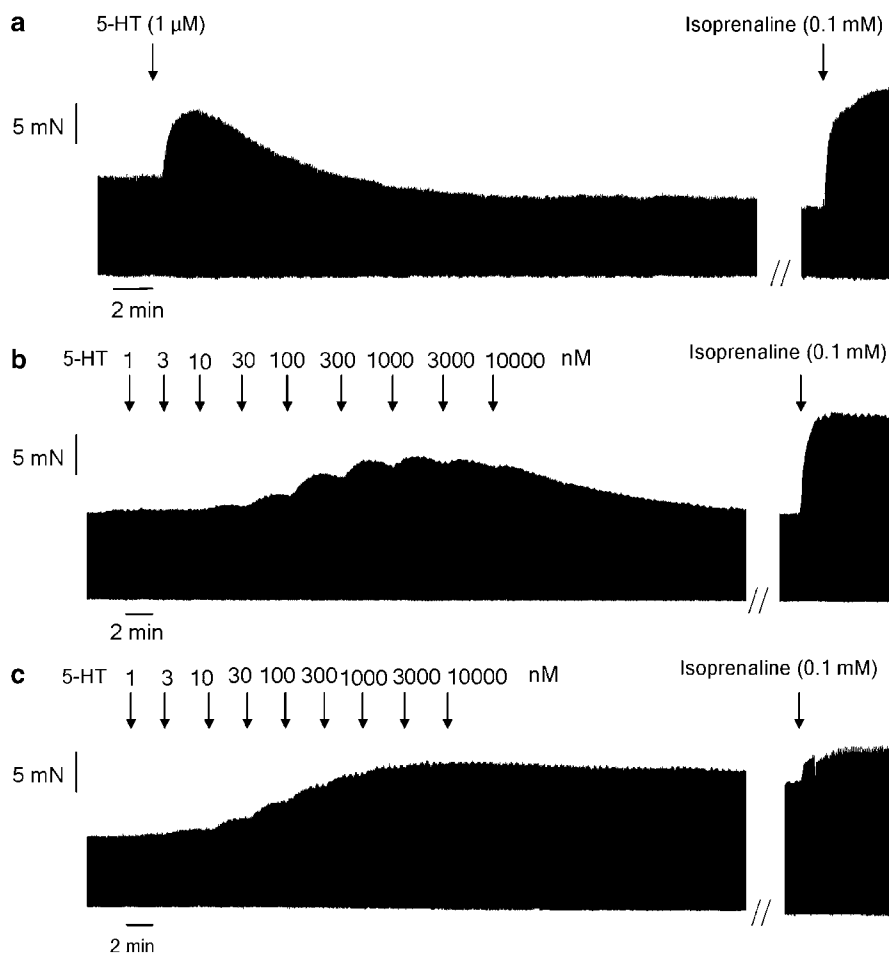 a
5-HT (1 µM)
Isoprenaline (0.1 mM)
5 mN
//
2 min
b
5-HT 1 3 10 30 100 300 1000 3000 10000 nM
Isoprenaline (0.1 mM)
5 mN
//
2 min
c
5-HT 1 3 10 30 100 300 1000 3000 10000 nM
Isoprenaline (0.1 mM)
5 mN
//
2 min